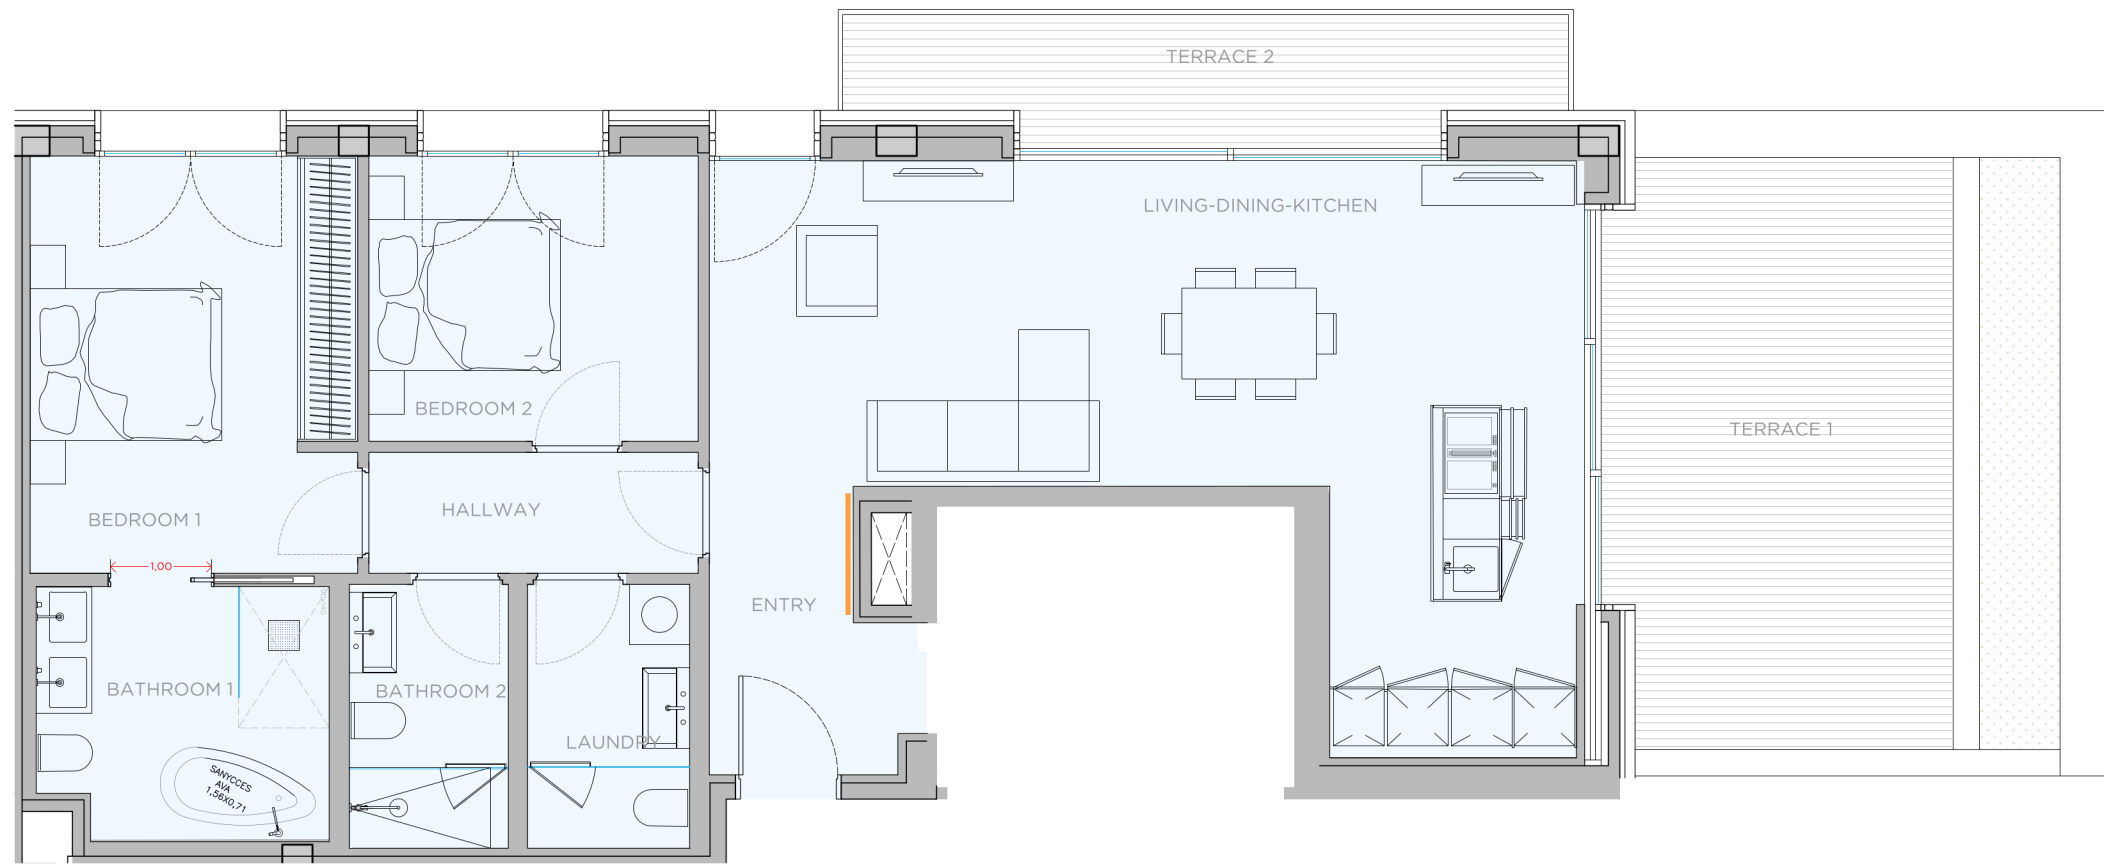 TERRACE 2
LIVING-DINING-KITCHEN
BEDROOM 2
TERRACE 1
HALLWAY
BEDROOM 1
1,00
ENTRY
BATHROOM 1
BATHROOM 2
LAUNDRY
SANYCCES
AVA
1,56X0,71